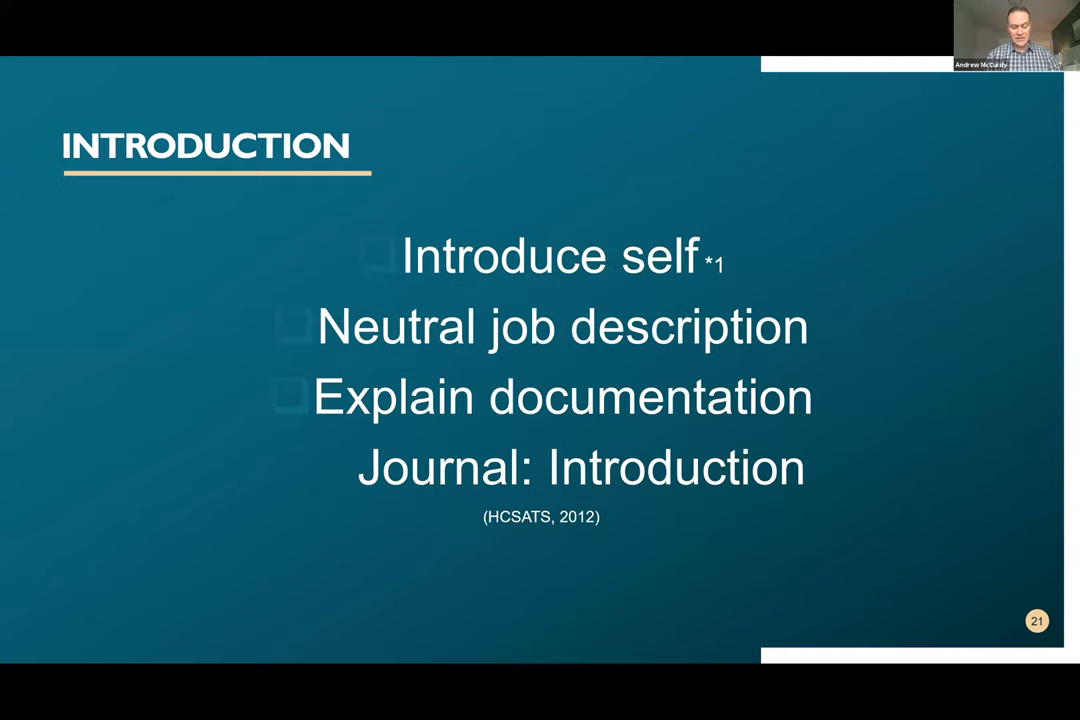 Andrew McCurdy
INTRODUCTION
Introduce self *1
Neutral job description
Explain documentation
Journal: Introduction
(HCSATS, 2012)
21